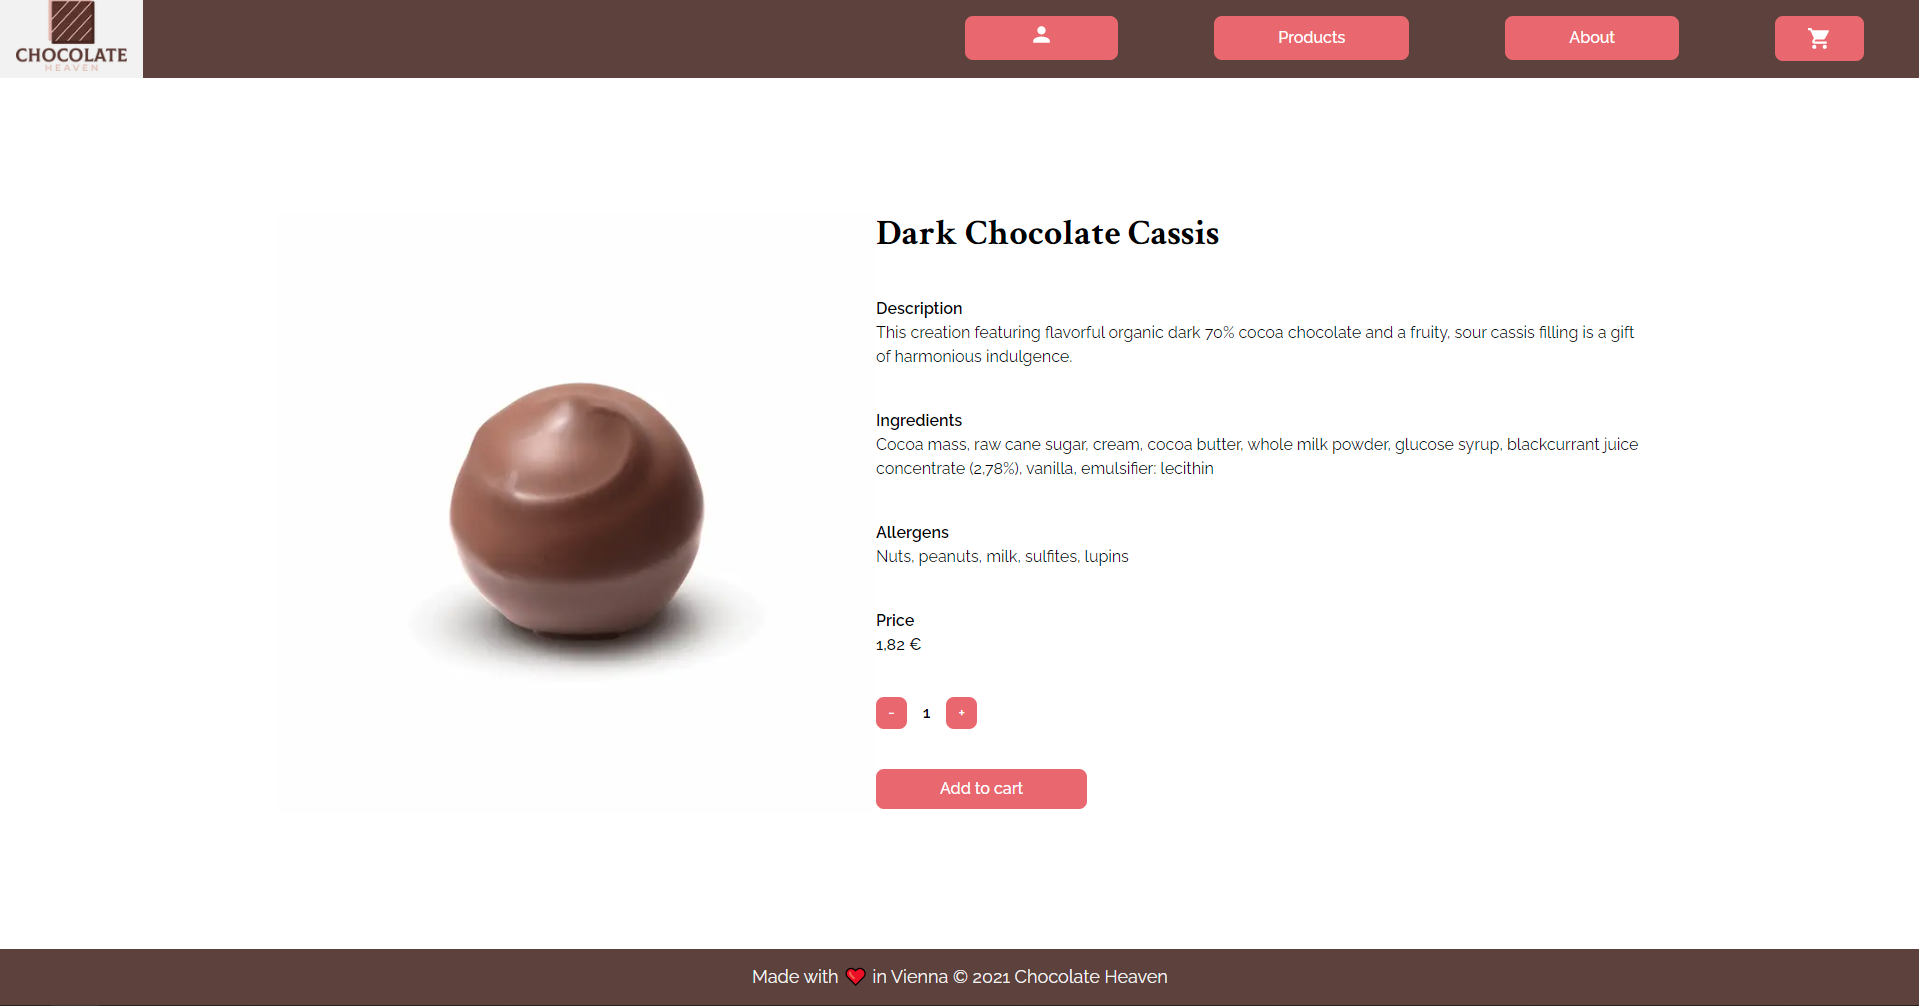 CHOCOLATE
HEAVEN
Products
About
Dark Chocolate Cassis
Description
This creation featuring flavorful organic dark 70% cocoa chocolate and a fruity, sour cassis filling is a gift
of harmonious indulgence.
Ingredients
Cocoa mass, raw cane sugar, cream, cocoa butter, whole milk powder, glucose syrup, blackcurrant juice
concentrate (2,78%), vanilla, emulsifier: lecithin
Allergens
Nuts, peanuts, milk, sulfites, lupins
Price
1,82 €
- 1 +
Add to cart
Made with ❤️ in Vienna © 2021 Chocolate Heaven